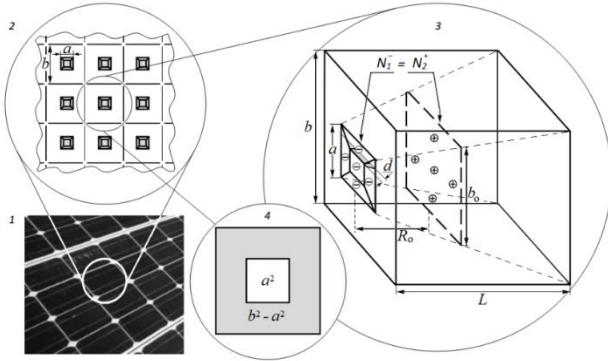 2
a
b
1
4
a²
b² - a²
3
N₁⁻ = N₂⁺
b
a
d
b₀
R₀
L